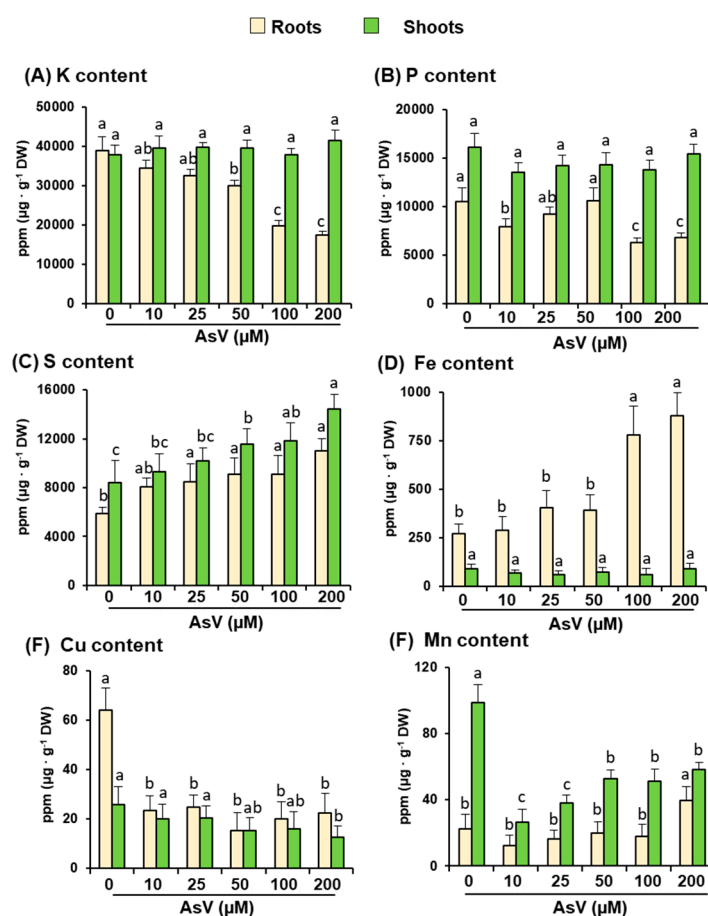 Roots Shoots
(A) K content
50000
40000
30000
20000
10000
0
ppm (µg · g-1 DW)
a a ab a ab a b a c a c a
0 10 25 50 100 200
AsV (µM)
(B) P content
20000
15000
10000
5000
0
ppm (µg · g-1 DW)
a a b a ab a a a c a c a
0 10 25 50 100 200
AsV (µM)
(C) S content
16000
12000
8000
4000
0
ppm (µg · g-1 DW)
b c ab bc a bc a b a ab a a
0 10 25 50 100 200
AsV (µM)
(D) Fe content
1000
750
500
250
0
ppm (µg · g-1 DW)
b a b a b a b a a a a a
0 10 25 50 100 200
AsV (µM)
(F) Cu content
80
60
40
20
0
ppm (µg · g-1 DW)
a a b a b a b ab b ab b b
0 10 25 50 100 200
AsV (µM)
(F) Mn content
120
80
40
0
ppm (µg · g-1 DW)
b a b c b c b b b b a b
0 10 25 50 100 200
AsV (µM)